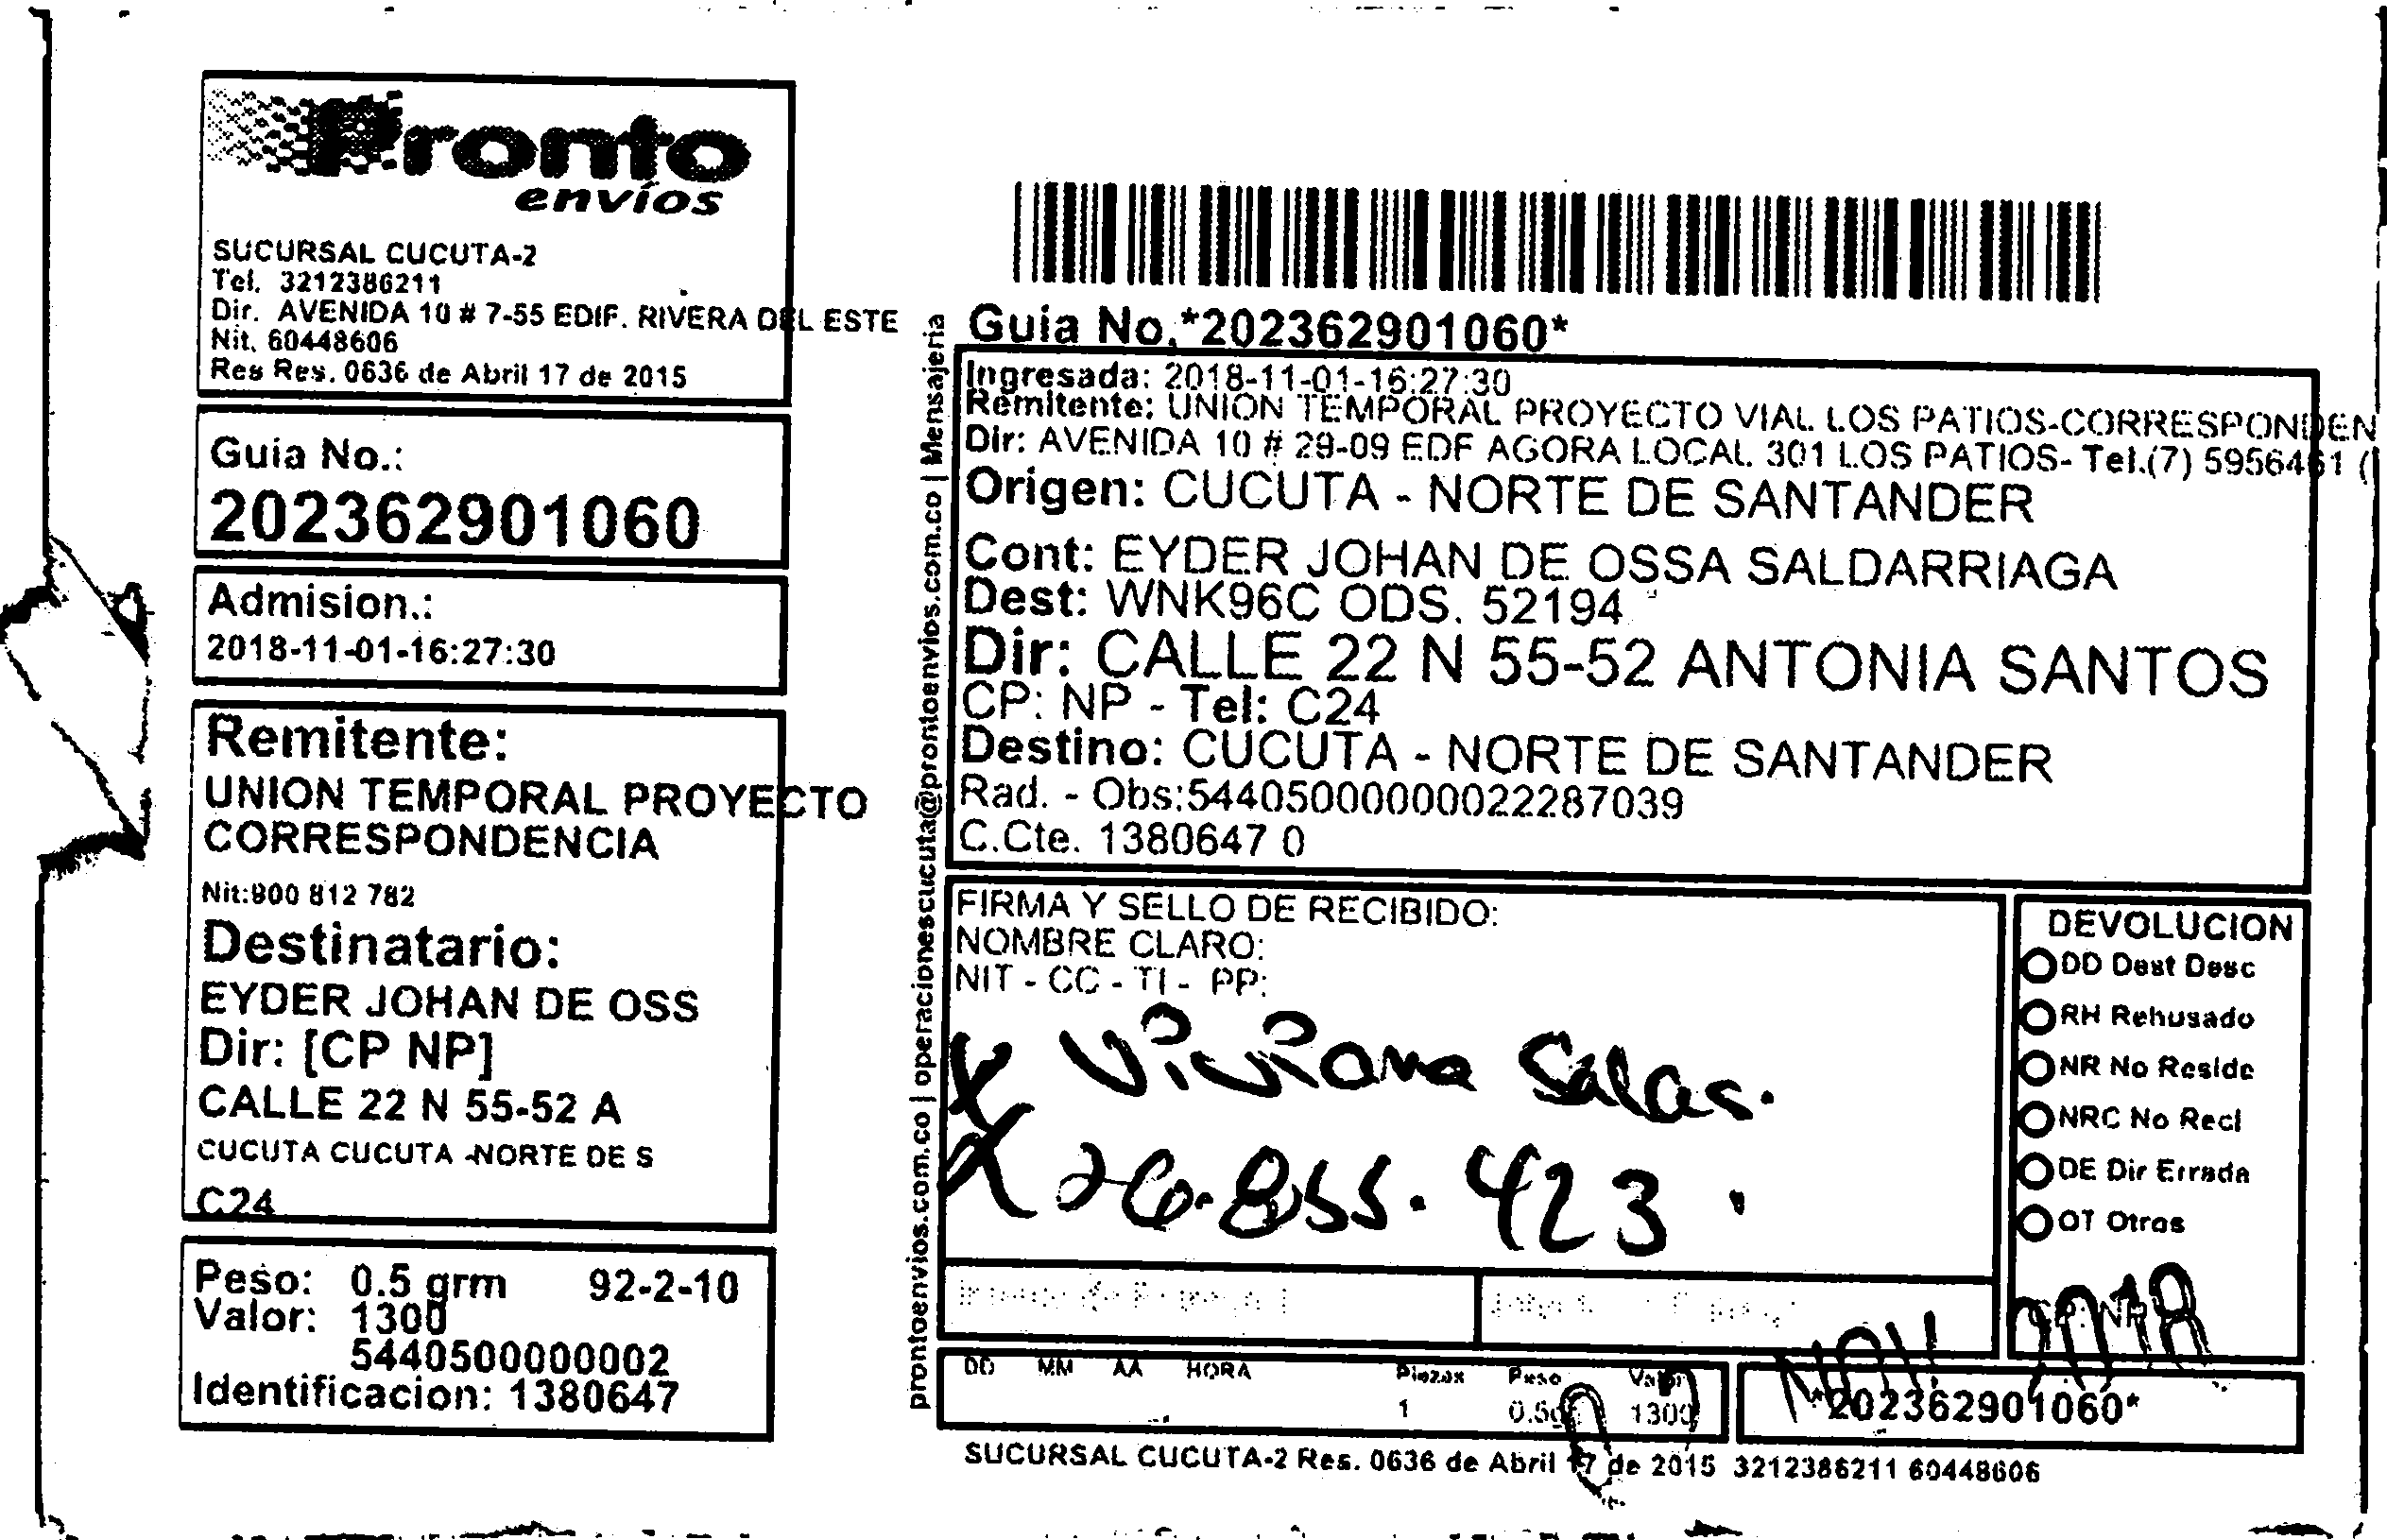 Pronto
envíos
SUCURSAL CUCUTA-2
Tel. 3212386211
Dir. AVENIDA 10 # 7-55 EDIF. RIVERA DEL ESTE
Nit. 60448606
Res Res. 0636 de Abril 17 de 2015
Guia No.:
202362901060
Admision.:
2018-11-01-16:27:30
Remitente:
UNION TEMPORAL PROYECTO
CORRESPONDENCIA
Nit:900 812 782
Destinatario:
EYDER JOHAN DE OSS
Dir: [CP NP]
CALLE 22 N 55-52 A
CUCUTA CUCUTA -NORTE DE S
C24
Peso: 0.5 grm 92-2-10
Valor: 1300
5440500000002
Identificacion: 1380647
prontoenvios.com.co | operacionescucuta@prontoenvios.com.co | Mensajeria
Guia No.*202362901060*
Ingresada: 2018-11-01-16:27:30
Remitente: UNION TEMPORAL PROYECTO VIAL LOS PATIOS-CORRESPONDEN
Dir: AVENIDA 10 # 29-09 EDF AGORA LOCAL 301 LOS PATIOS- Tel.(7) 5956461 (
Origen: CUCUTA - NORTE DE SANTANDER
Cont: EYDER JOHAN DE OSSA SALDARRIAGA
Dest: WNK96C ODS. 52194
Dir: CALLE 22 N 55-52 ANTONIA SANTOS
CP: NP - Tel: C24
Destino: CUCUTA - NORTE DE SANTANDER
Rad. - Obs:544050000000022287039
C.Cte. 1380647 0
FIRMA Y SELLO DE RECIBIDO:
NOMBRE CLARO:
NIT - CC - TI - PP:
X Viviana Salas.
X 26.855.423.
DEVOLUCION
DD Dest Desc
RH Rehusado
NR No Reside
NRC No Recl
DE Dir Errada
OT Otros
CP: NP
DD MM AA HORA Piezas Peso Valor
1 0.5g 1300
NOV 2018
*202362901060*
SUCURSAL CUCUTA-2 Res. 0636 de Abril 17 de 2015 3212386211 60448606